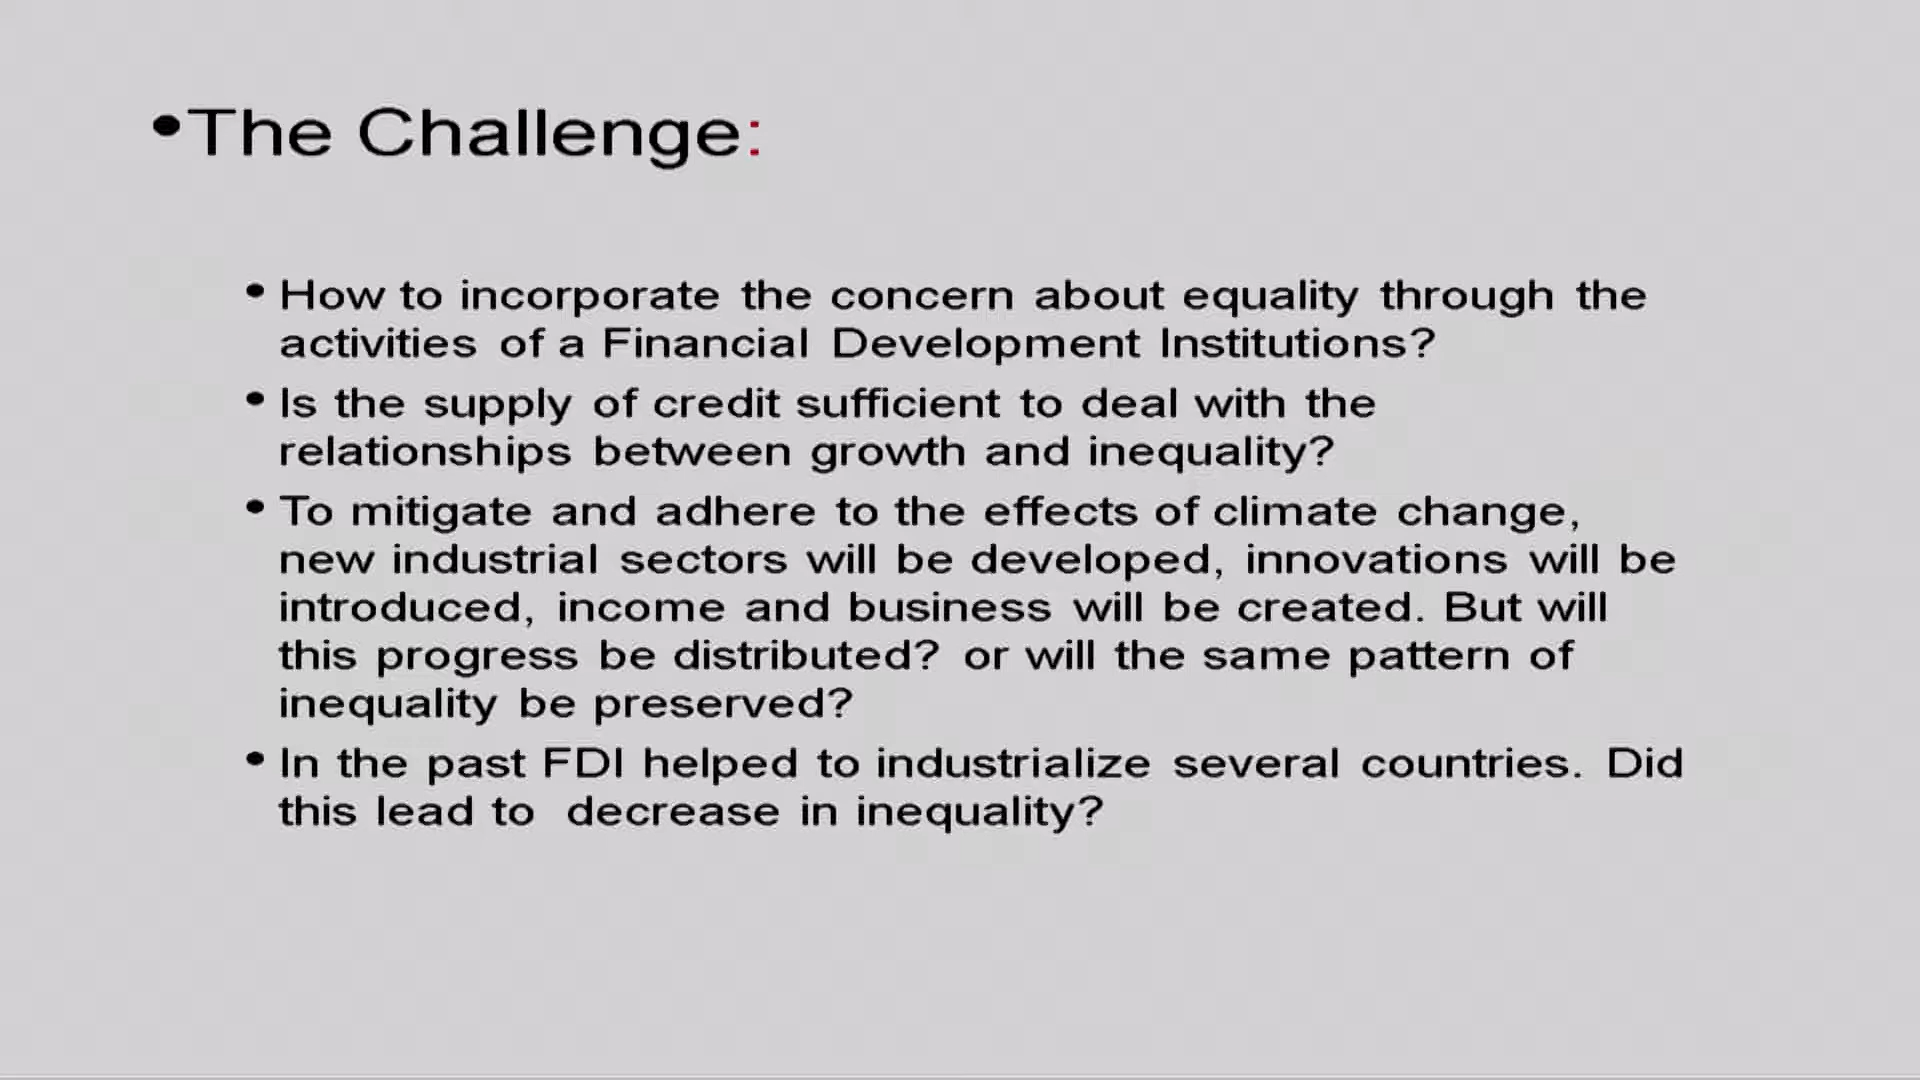 •The Challenge:
• How to incorporate the concern about equality through the
activities of a Financial Development Institutions?
• Is the supply of credit sufficient to deal with the
relationships between growth and inequality?
• To mitigate and adhere to the effects of climate change,
new industrial sectors will be developed, innovations will be
introduced, income and business will be created. But will
this progress be distributed? or will the same pattern of
inequality be preserved?
• In the past FDI helped to industrialize several countries. Did
this lead to decrease in inequality?